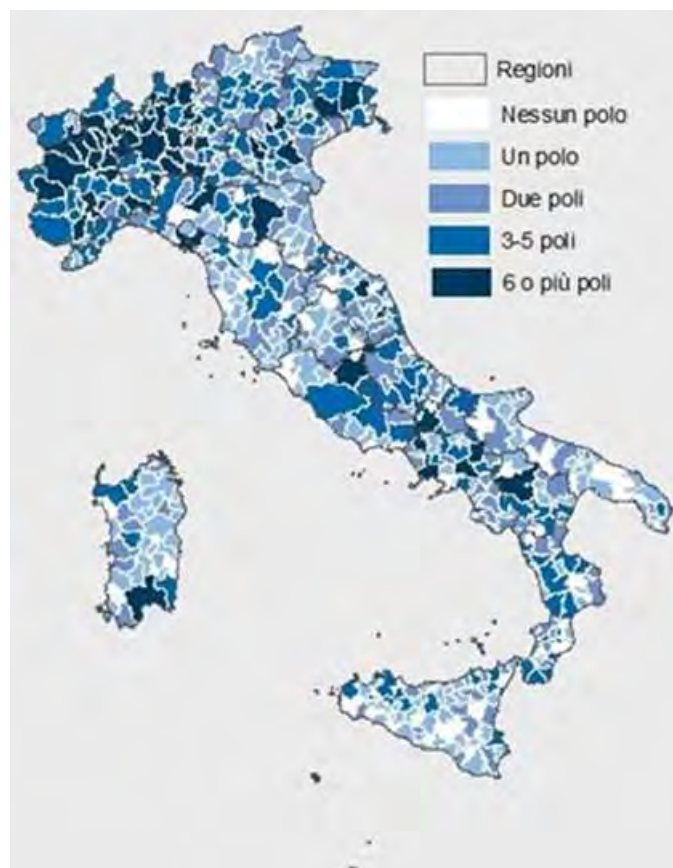 Regioni
Nessun polo
Un polo
Due poli
3-5 poli
6 o più poli